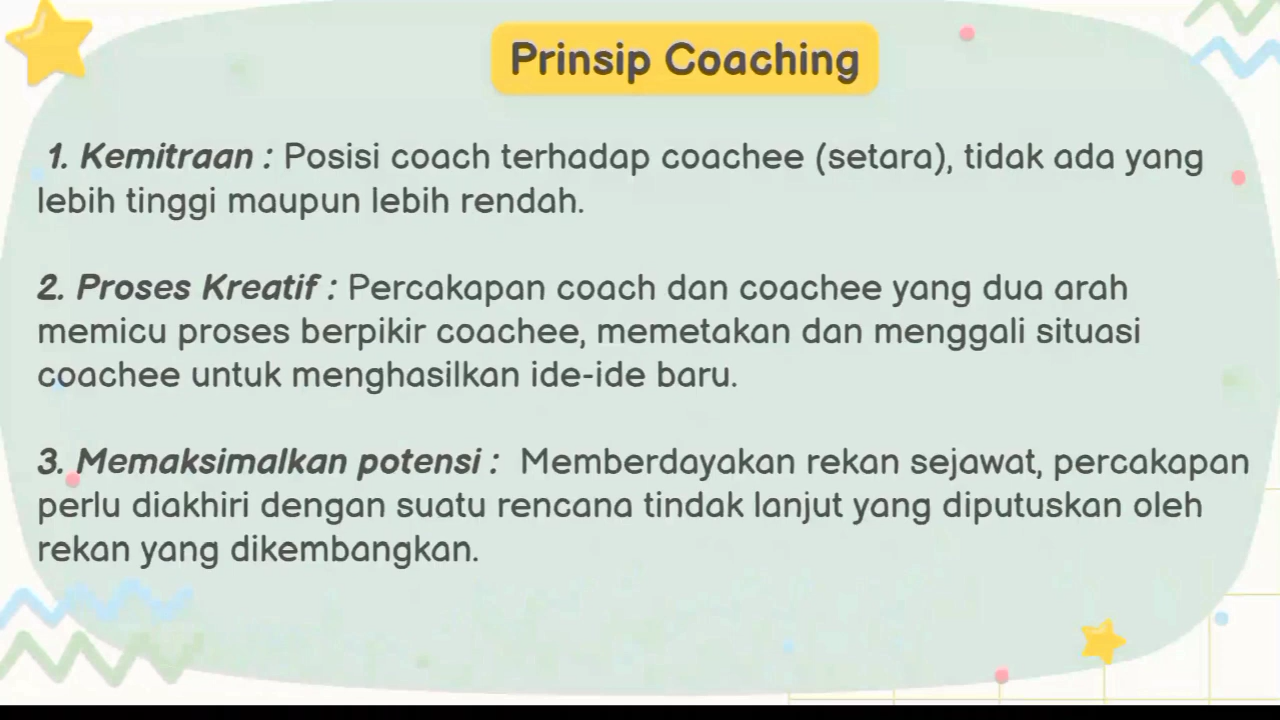 Prinsip Coaching
1. Kemitraan : Posisi coach terhadap coachee (setara), tidak ada yang
lebih tinggi maupun lebih rendah.
2. Proses Kreatif : Percakapan coach dan coachee yang dua arah
memicu proses berpikir coachee, memetakan dan menggali situasi
coachee untuk menghasilkan ide-ide baru.
3. Memaksimalkan potensi : Memberdayakan rekan sejawat, percakapan
perlu diakhiri dengan suatu rencana tindak lanjut yang diputuskan oleh
rekan yang dikembangkan.